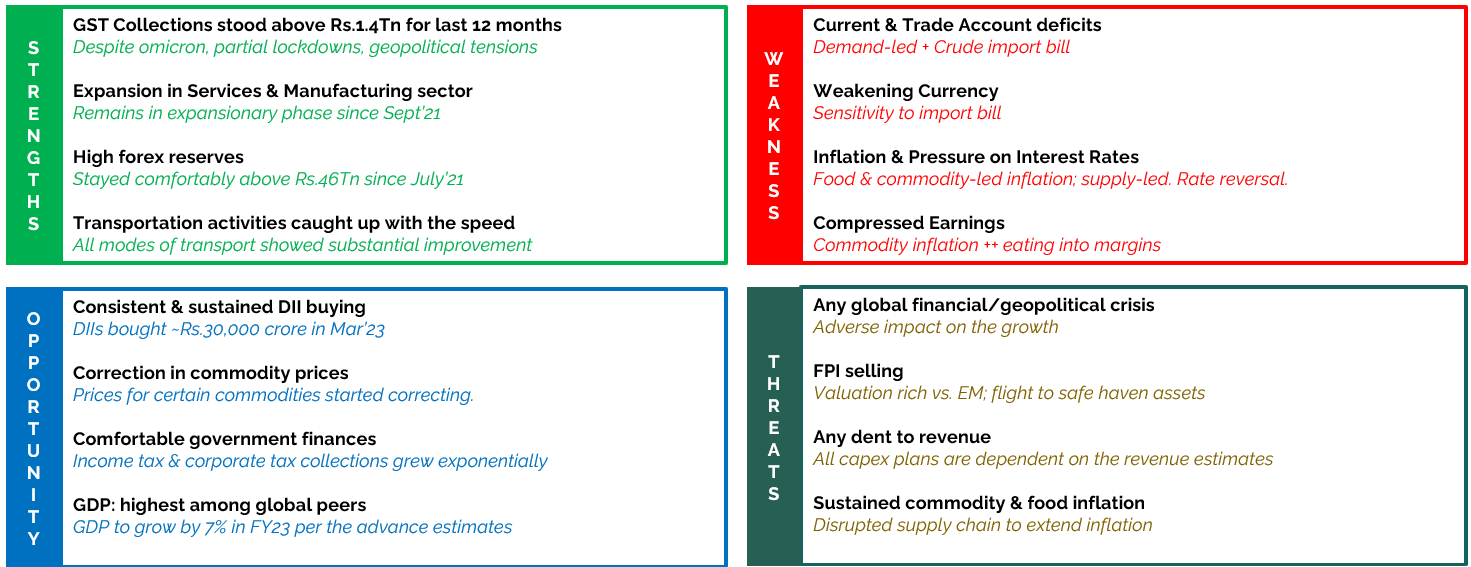 STRENGTHS
GST Collections stood above Rs.1.4Tn for last 12 months
Despite omicron, partial lockdowns, geopolitical tensions
Expansion in Services & Manufacturing sector
Remains in expansionary phase since Sept'21
High forex reserves
Stayed comfortably above Rs.46Tn since July'21
Transportation activities caught up with the speed
All modes of transport showed substantial improvement
WEAKNESS
Current & Trade Account deficits
Demand-led + Crude import bill
Weakening Currency
Sensitivity to import bill
Inflation & Pressure on Interest Rates
Food & commodity-led inflation; supply-led. Rate reversal.
Compressed Earnings
Commodity inflation ++ eating into margins
OPPORTUNITY
Consistent & sustained DII buying
DIIs bought ~Rs.30,000 crore in Mar'23
Correction in commodity prices
Prices for certain commodities started correcting.
Comfortable government finances
Income tax & corporate tax collections grew exponentially
GDP: highest among global peers
GDP to grow by 7% in FY23 per the advance estimates
THREATS
Any global financial/geopolitical crisis
Adverse impact on the growth
FPI selling
Valuation rich vs. EM; flight to safe haven assets
Any dent to revenue
All capex plans are dependent on the revenue estimates
Sustained commodity & food inflation
Disrupted supply chain to extend inflation